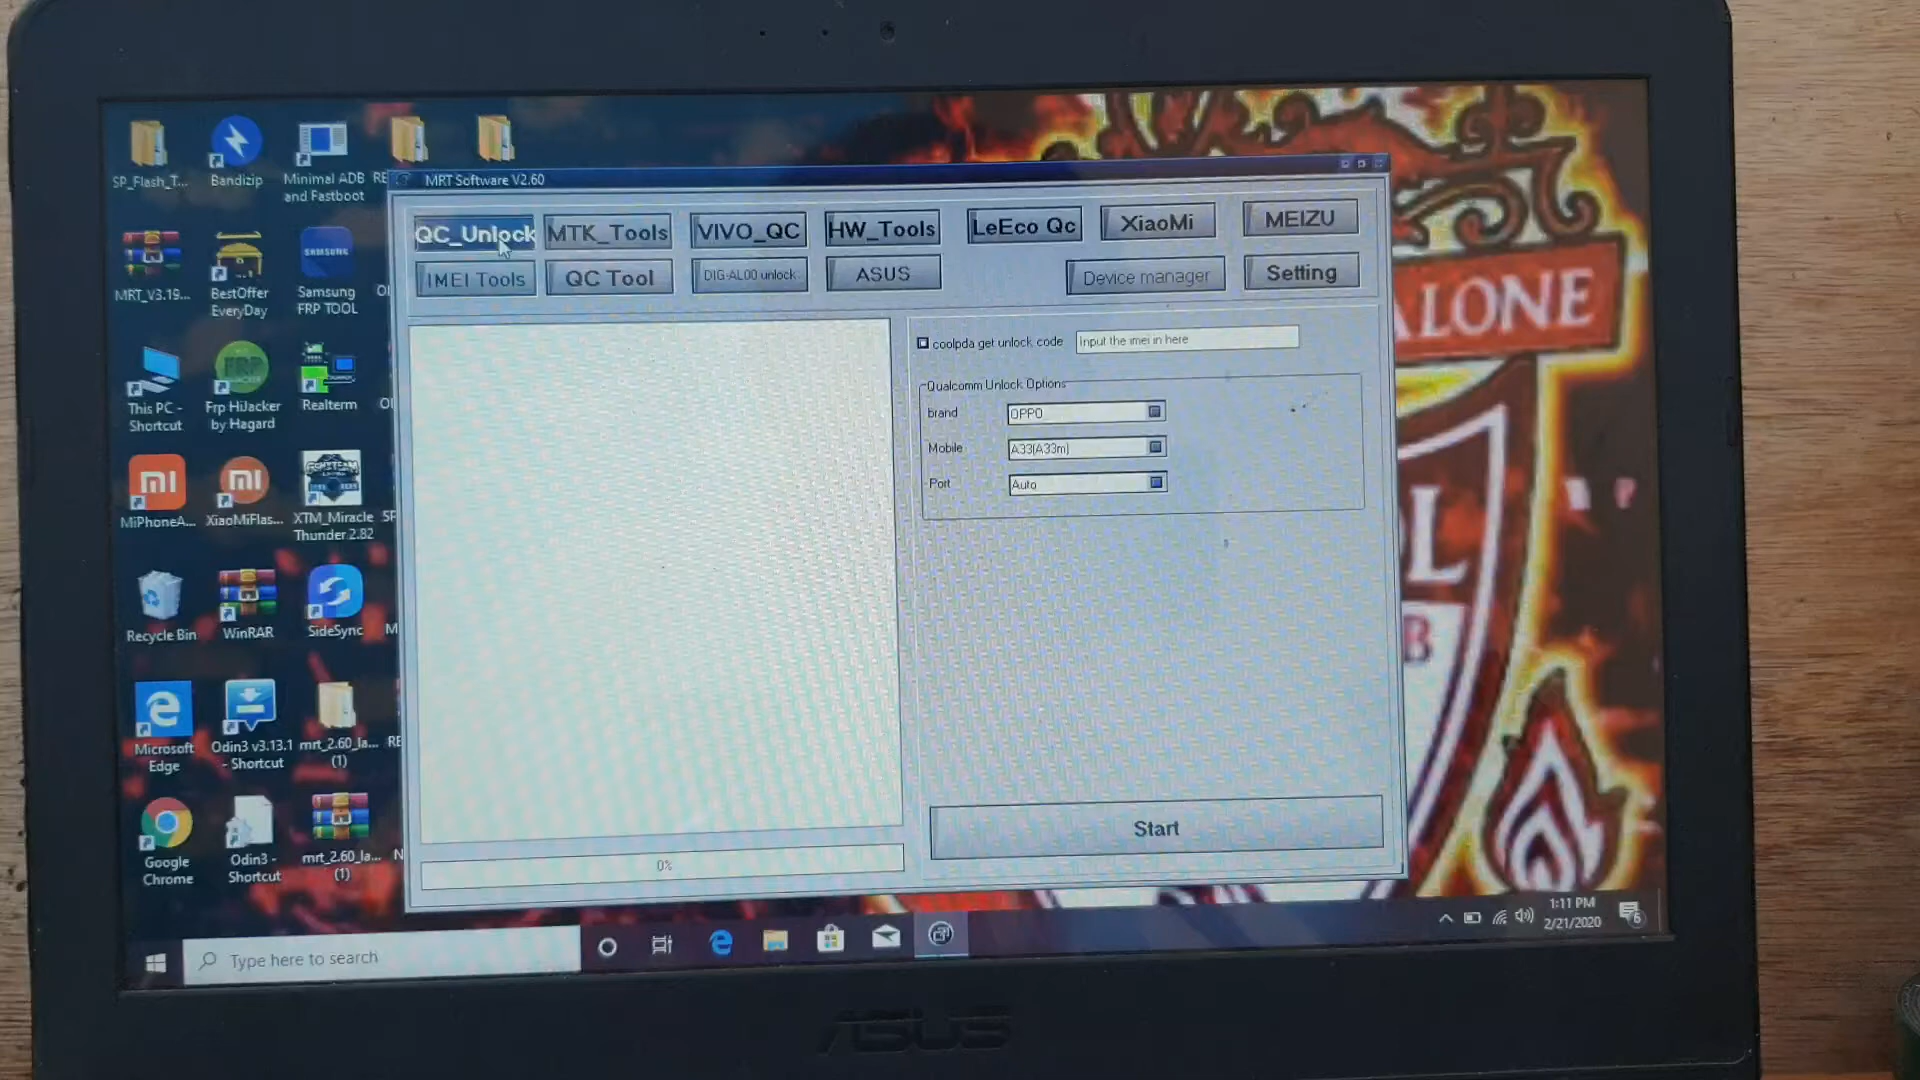 SP_Flash_T...
Bandizip
Minimal ADB
and Fastboot
MRT_V3.19...
BestOffer
EveryDay
SAMSUNG
Samsung
FRP TOOL
This PC -
Shortcut
FRP
Frp HiJacker
by Hagard
Realterm
MiPhoneA...
XiaoMiFlas...
XTM_Miracle
Thunder 2.82
Recycle Bin
WinRAR
SideSync
Microsoft
Edge
Odin3 v3.13.1
- Shortcut
mrt_2.60_la...
(1)
Google
Chrome
Odin3 -
Shortcut
mrt_2.60_la...
(1)
MRT Software V2.60
QC_Unlock
MTK_Tools
VIVO_QC
HW_Tools
LeEco Qc
XiaoMi
MEIZU
IMEI Tools
QC Tool
DIG-AL00 unlock
ASUS
Device manager
Setting
coolpda get unlock code
Input the imei in here
Qualcomm Unlock Options
brand
OPPO
Mobile
A33(A33m)
Port
Auto
Start
0%
ALONE
Type here to search
1:11 PM
2/21/2020
6
ASUS